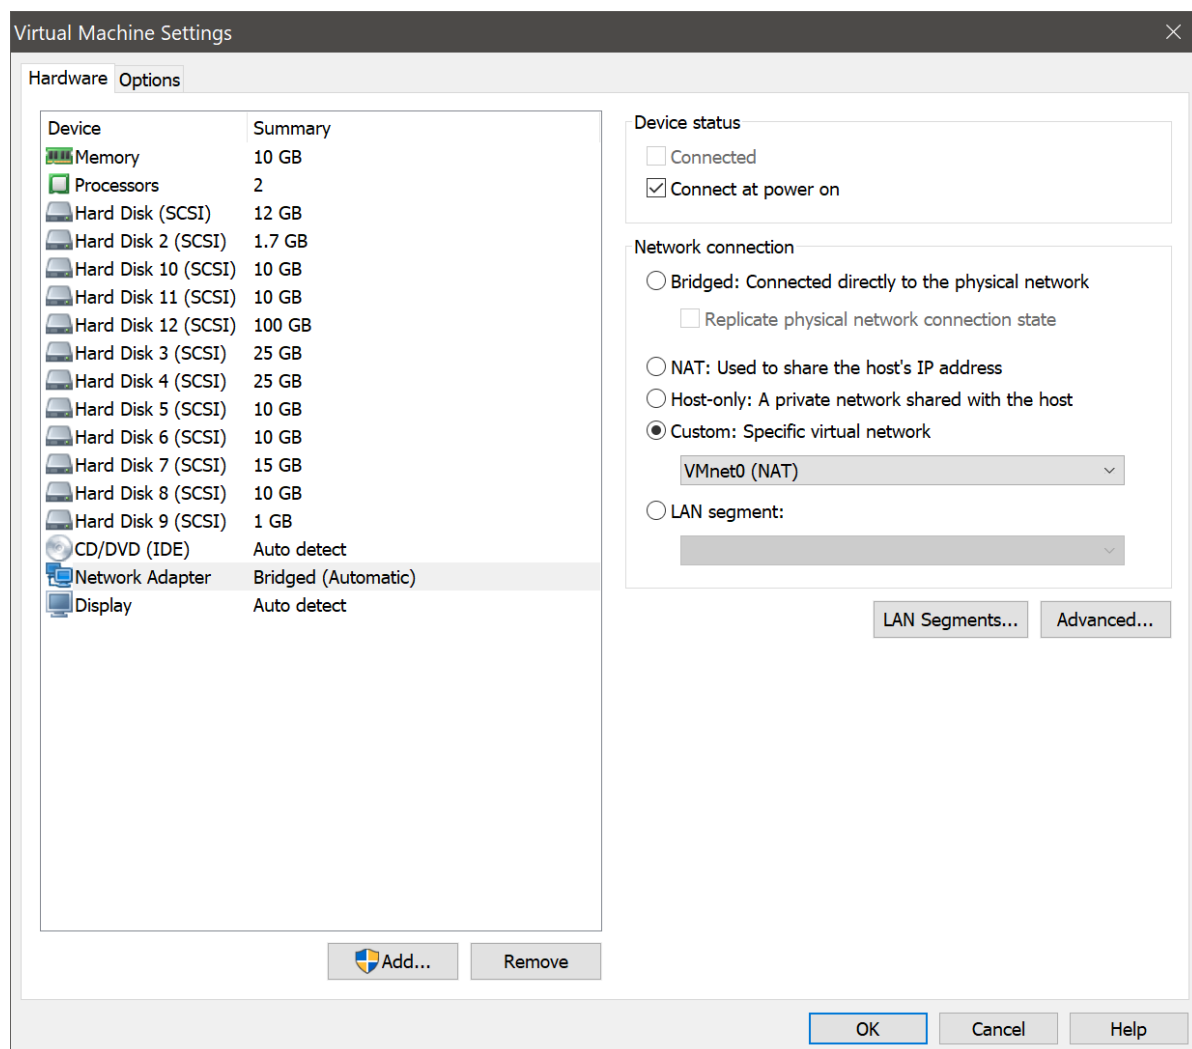 Virtual Machine Settings
Hardware Options
Device Summary
Memory 10 GB
Processors 2
Hard Disk (SCSI) 12 GB
Hard Disk 2 (SCSI) 1.7 GB
Hard Disk 10 (SCSI) 10 GB
Hard Disk 11 (SCSI) 10 GB
Hard Disk 12 (SCSI) 100 GB
Hard Disk 3 (SCSI) 25 GB
Hard Disk 4 (SCSI) 25 GB
Hard Disk 5 (SCSI) 10 GB
Hard Disk 6 (SCSI) 10 GB
Hard Disk 7 (SCSI) 15 GB
Hard Disk 8 (SCSI) 10 GB
Hard Disk 9 (SCSI) 1 GB
CD/DVD (IDE) Auto detect
Network Adapter Bridged (Automatic)
Display Auto detect
Add... Remove
Device status
Connected
Connect at power on
Network connection
Bridged: Connected directly to the physical network
Replicate physical network connection state
NAT: Used to share the host's IP address
Host-only: A private network shared with the host
Custom: Specific virtual network
VMnet0 (NAT)
LAN segment:
LAN Segments... Advanced...
OK Cancel Help